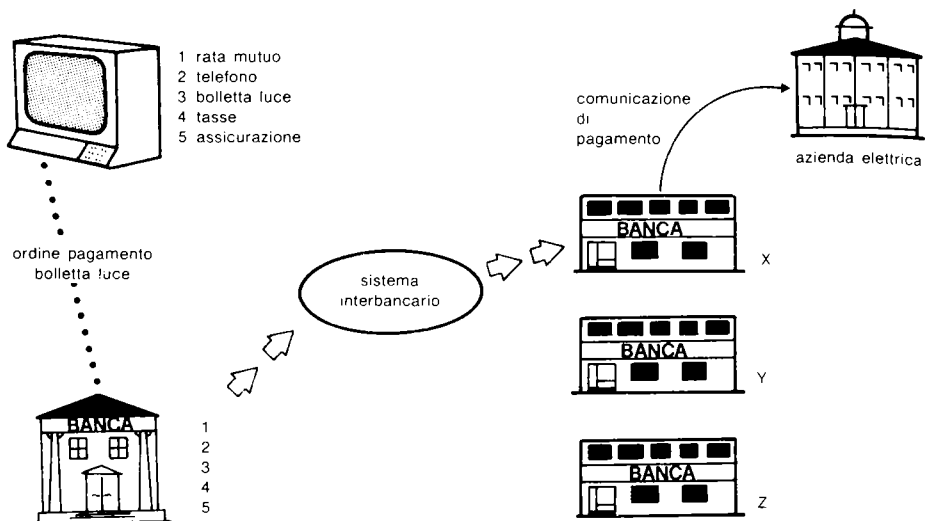 1 rata mutuo
2 telefono
3 bolletta luce
4 tasse
5 assicurazione
comunicazione
di
pagamento
azienda elettrica
ordine pagamento
bolletta luce
sistema
interbancario
BANCA
X
BANCA
Y
BANCA
1
2
3
4
5
BANCA
Z